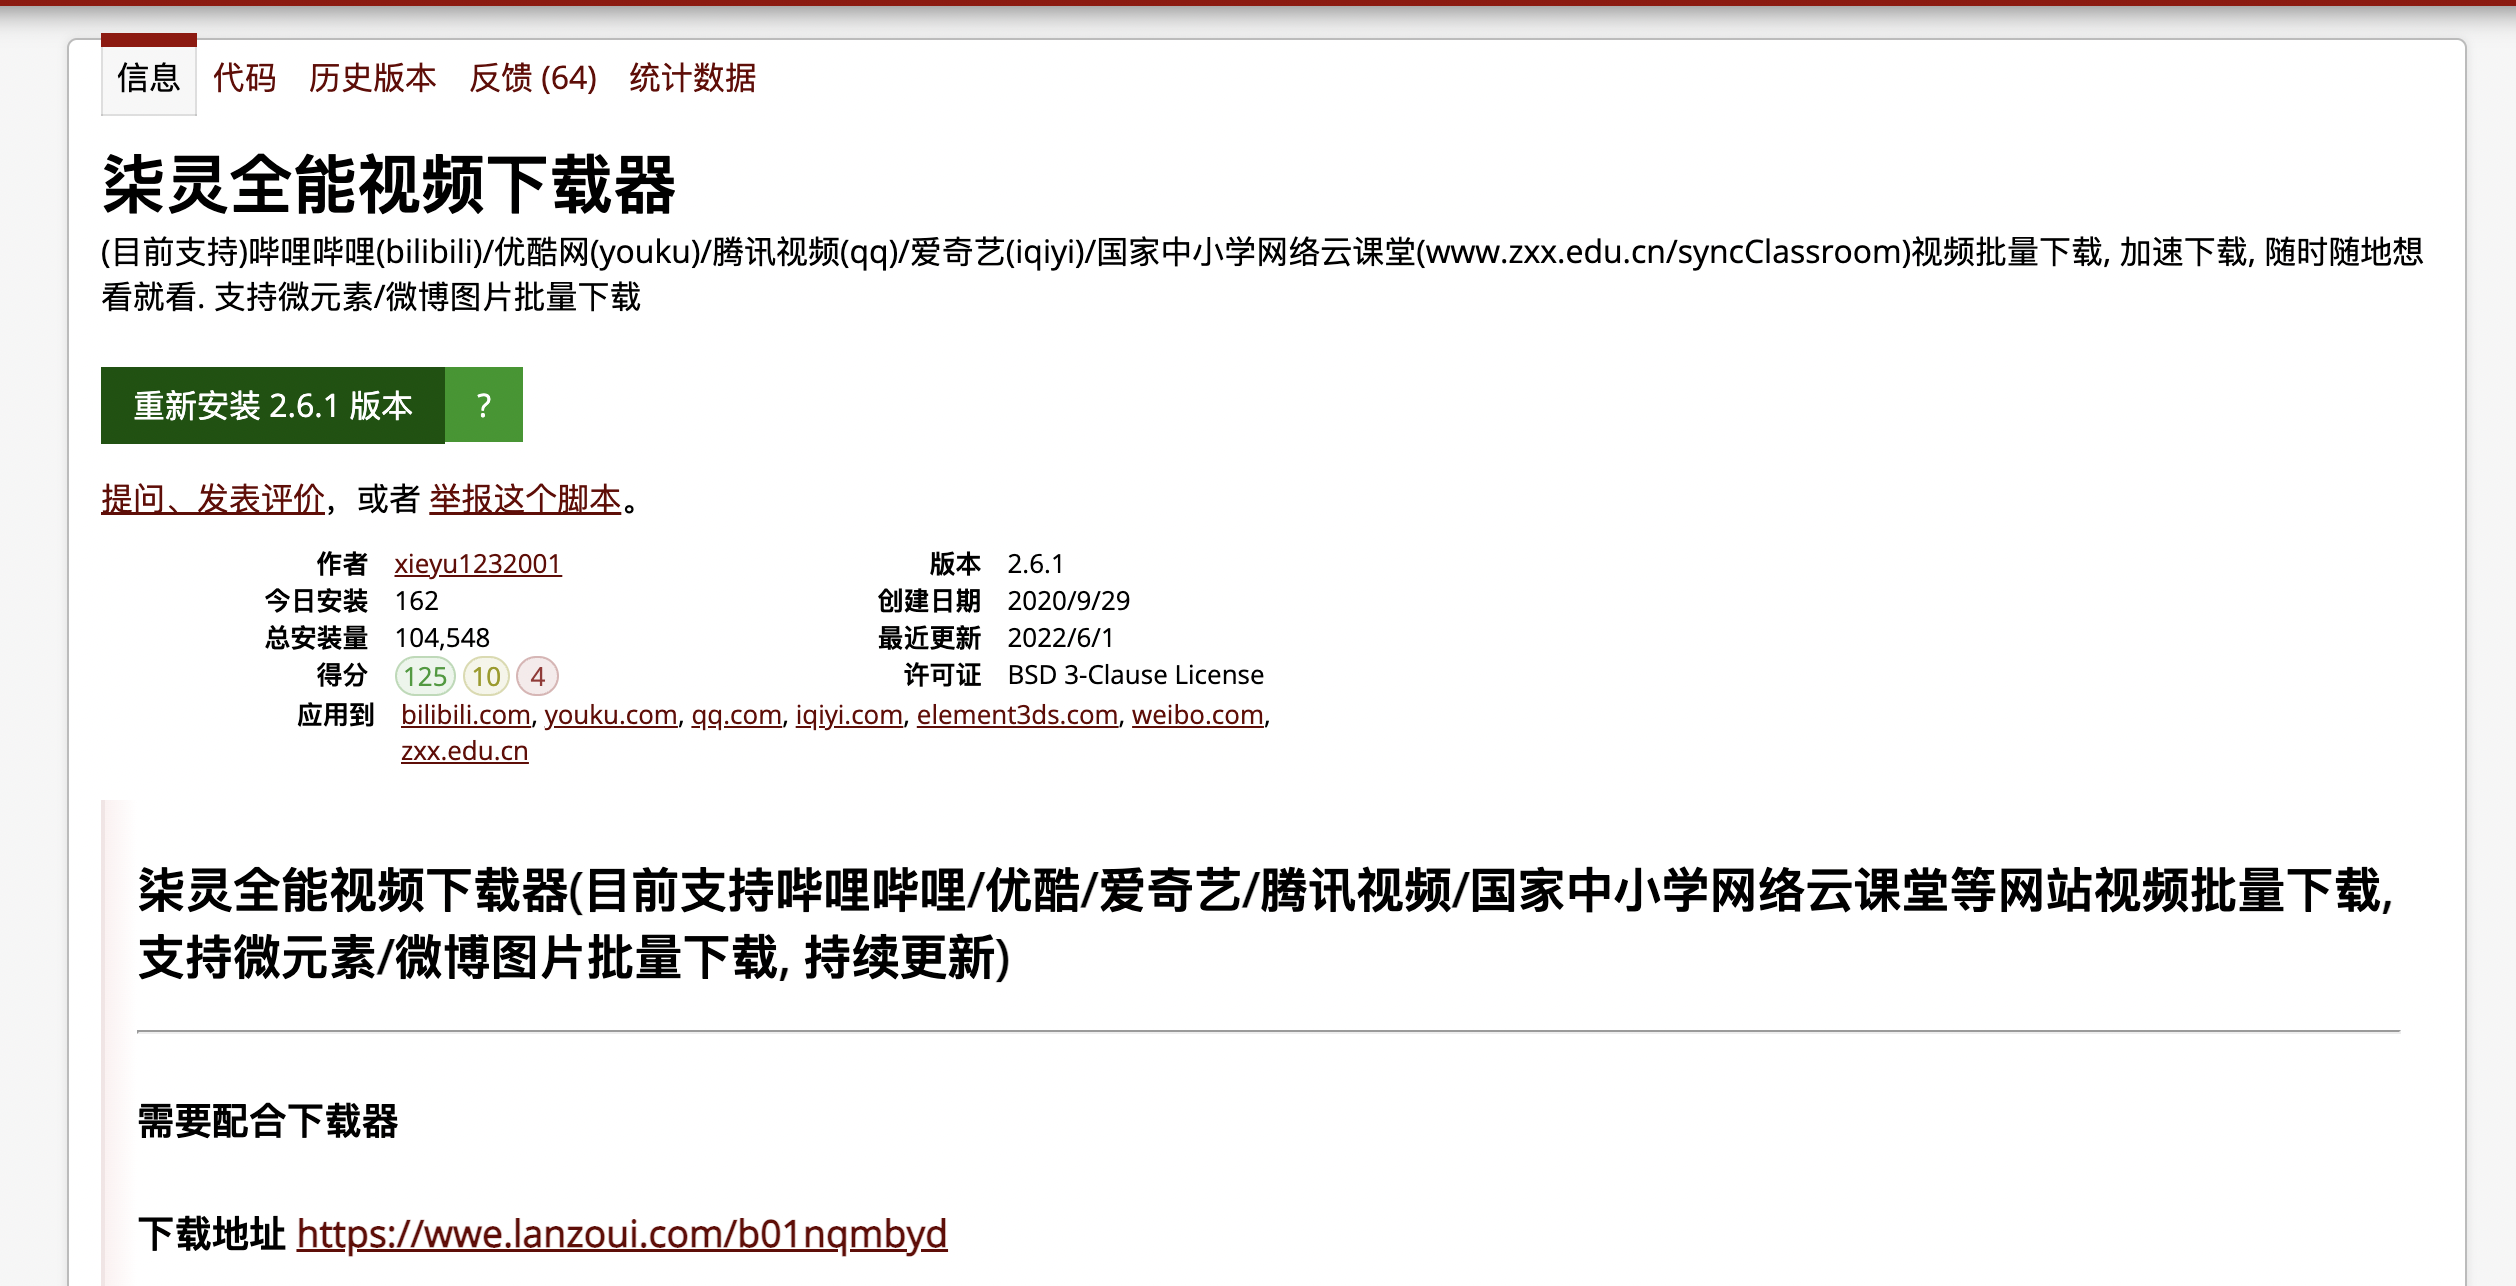 信息 代码 历史版本 反馈 (64) 统计数据
柒灵全能视频下载器
(目前支持)哔哩哔哩(bilibili)/优酷网(youku)/腾讯视频(qq)/爱奇艺(iqiyi)/国家中小学网络云课堂(www.zxx.edu.cn/syncClassroom)视频批量下载, 加速下载, 随时随地想
看就看. 支持微元素/微博图片批量下载
重新安装 2.6.1 版本 ?
提问、发表评价，或者 举报这个脚本。
作者 xieyu1232001 版本 2.6.1
今日安装 162 创建日期 2020/9/29
总安装量 104,548 最近更新 2022/6/1
得分 125 10 4 许可证 BSD 3-Clause License
应用到 bilibili.com, youku.com, qq.com, iqiyi.com, element3ds.com, weibo.com,
zxx.edu.cn
柒灵全能视频下载器(目前支持哔哩哔哩/优酷/爱奇艺/腾讯视频/国家中小学网络云课堂等网站视频批量下载,
支持微元素/微博图片批量下载, 持续更新)
需要配合下载器
下载地址 https://wwe.lanzoui.com/b01nqmbyd